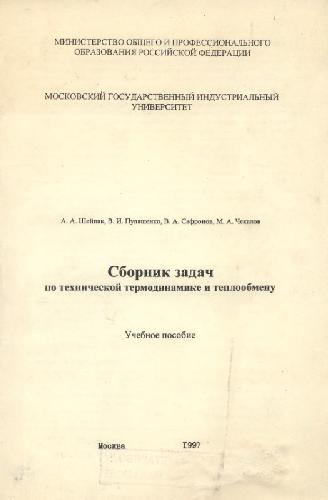 МИНИСТЕРСТВО ОБЩЕГО И ПРОФЕССИОНАЛЬНОГО
ОБРАЗОВАНИЯ РОССИЙСКОЙ ФЕДЕРАЦИИ
МОСКОВСКИЙ ГОСУДАРСТВЕННЫЙ ИНДУСТРИАЛЬНЫЙ
УНИВЕРСИТЕТ
А. А. Шейпак, В. И. Пуляшенко, В. А. Сафронов, М. А. Чекалов
Сборник задач
по технической термодинамике и теплообмену
Учебное пособие
Москва 1997